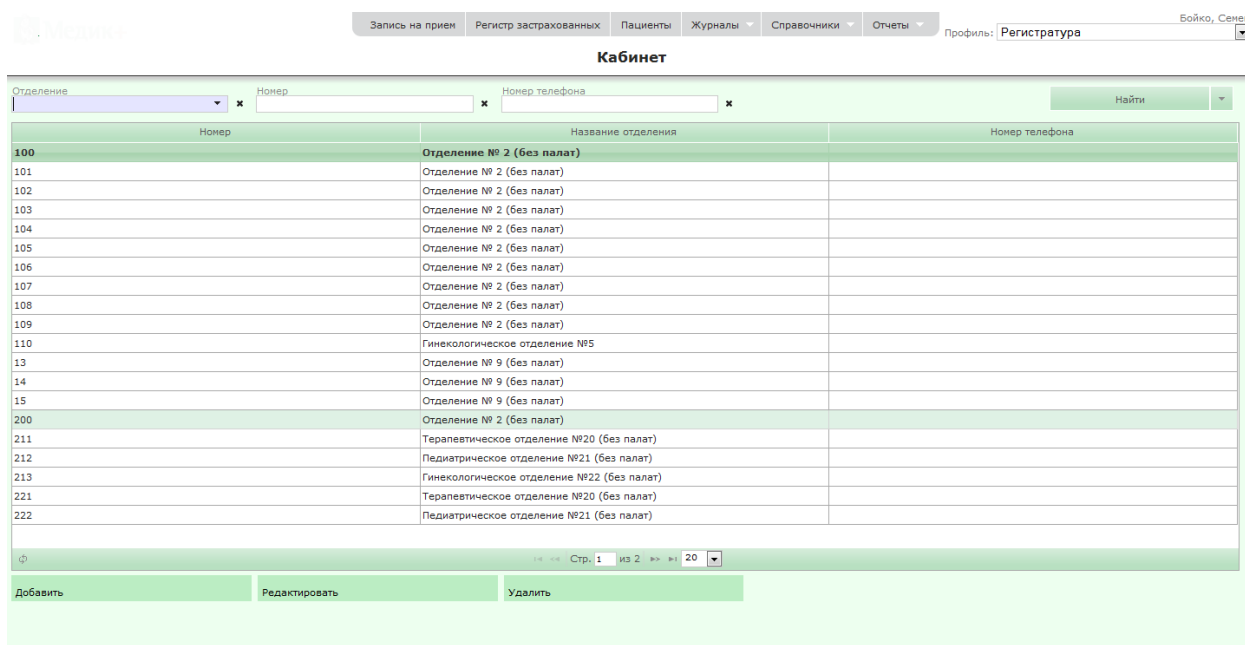 Запись на прием Регистр застрахованных Пациенты Журналы Справочники Отчеты
Бойко, Семе
Профиль: Регистратура
Кабинет
Отделение Номер Номер телефона Найти
Номер Название отделения Номер телефона
100 Отделение № 2 (без палат)
101 Отделение № 2 (без палат)
102 Отделение № 2 (без палат)
103 Отделение № 2 (без палат)
104 Отделение № 2 (без палат)
105 Отделение № 2 (без палат)
106 Отделение № 2 (без палат)
107 Отделение № 2 (без палат)
108 Отделение № 2 (без палат)
109 Отделение № 2 (без палат)
110 Гинекологическое отделение №5
13 Отделение № 9 (без палат)
14 Отделение № 9 (без палат)
15 Отделение № 9 (без палат)
200 Отделение № 2 (без палат)
211 Терапевтическое отделение №20 (без палат)
212 Педиатрическое отделение №21 (без палат)
213 Гинекологическое отделение №22 (без палат)
221 Терапевтическое отделение №20 (без палат)
222 Педиатрическое отделение №21 (без палат)
Стр. 1 из 2 20
Добавить Редактировать Удалить